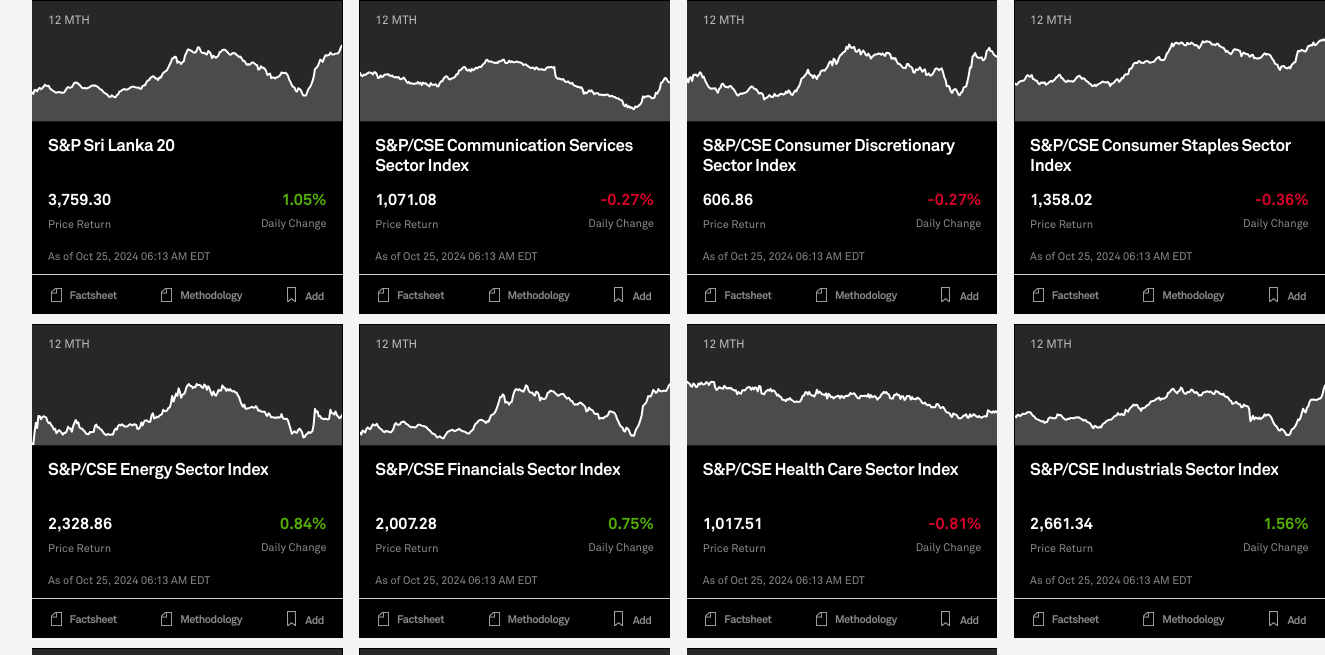 12 MTH
S&P Sri Lanka 20
3,759.30 1.05%
Price Return Daily Change
As of Oct 25, 2024 06:13 AM EDT
Factsheet Methodology Add
12 MTH
S&P/CSE Communication Services
Sector Index
1,071.08 -0.27%
Price Return Daily Change
As of Oct 25, 2024 06:13 AM EDT
Factsheet Methodology Add
12 MTH
S&P/CSE Consumer Discretionary
Sector Index
606.86 -0.27%
Price Return Daily Change
As of Oct 25, 2024 06:13 AM EDT
Factsheet Methodology Add
12 MTH
S&P/CSE Consumer Staples Sector
Index
1,358.02 -0.36%
Price Return Daily Change
As of Oct 25, 2024 06:13 AM EDT
Factsheet Methodology Add
12 MTH
S&P/CSE Energy Sector Index
2,328.86 0.84%
Price Return Daily Change
As of Oct 25, 2024 06:13 AM EDT
Factsheet Methodology Add
12 MTH
S&P/CSE Financials Sector Index
2,007.28 0.75%
Price Return Daily Change
As of Oct 25, 2024 06:13 AM EDT
Factsheet Methodology Add
12 MTH
S&P/CSE Health Care Sector Index
1,017.51 -0.81%
Price Return Daily Change
As of Oct 25, 2024 06:13 AM EDT
Factsheet Methodology Add
12 MTH
S&P/CSE Industrials Sector Index
2,661.34 1.56%
Price Return Daily Change
As of Oct 25, 2024 06:13 AM EDT
Factsheet Methodology Add